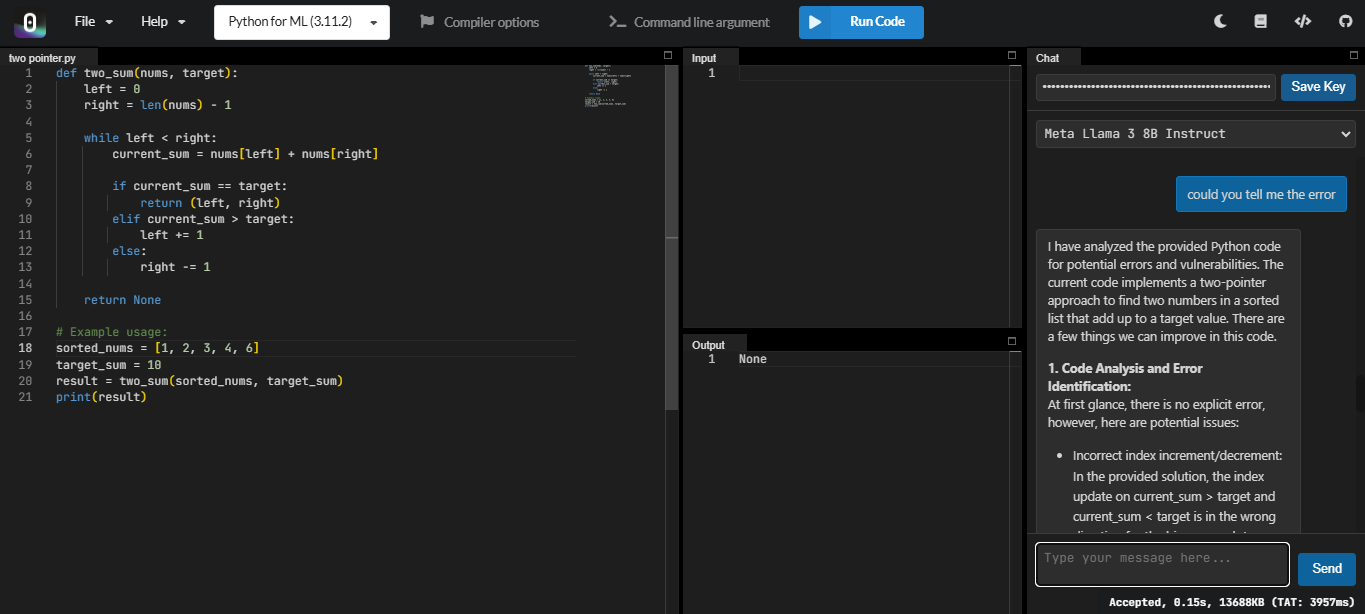 File
Help
Python for ML (3.11.2)
Compiler options
Command line argument
Run Code
two pointer.py
1 def two_sum(nums, target):
2     left = 0
3     right = len(nums) - 1
4
5     while left < right:
6         current_sum = nums[left] + nums[right]
7
8         if current_sum == target:
9             return (left, right)
10         elif current_sum > target:
11             left += 1
12         else:
13             right -= 1
14
15     return None
16
17 # Example usage:
18 sorted_nums = [1, 2, 3, 4, 6]
19 target_sum = 10
20 result = two_sum(sorted_nums, target_sum)
21 print(result)
Input
1
Output
1 None
Chat
Save Key
Meta Llama 3 8B Instruct
could you tell me the error
I have analyzed the provided Python code
for potential errors and vulnerabilities. The
current code implements a two-pointer
approach to find two numbers in a sorted
list that add up to a target value. There are
a few things we can improve in this code.
1. Code Analysis and Error
Identification:
At first glance, there is no explicit error,
however, here are potential issues:
• Incorrect index increment/decrement:
In the provided solution, the index
update on current_sum > target and
current_sum < target is in the wrong
Type your message here...
Send
Accepted, 0.15s, 13688KB (TAT: 3957ms)